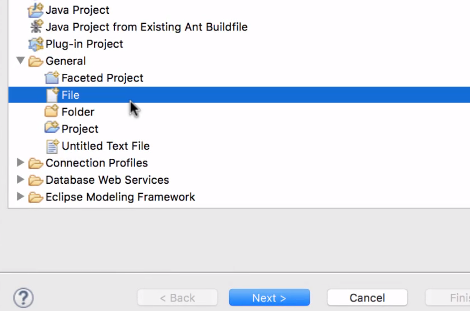 Java Project
Java Project from Existing Ant Buildfile
Plug-in Project
General
Faceted Project
File
Folder
Project
Untitled Text File
Connection Profiles
Database Web Services
Eclipse Modeling Framework
? < Back Next > Cancel